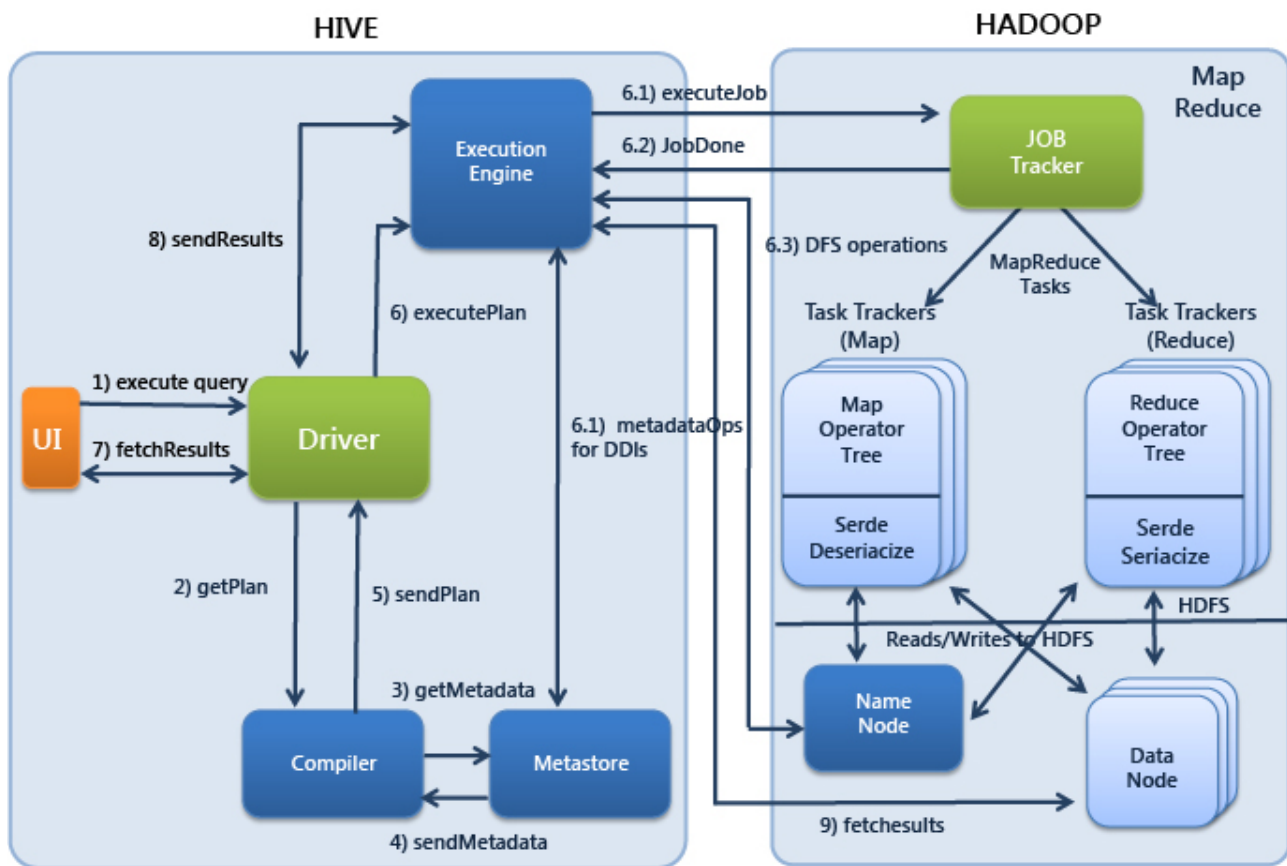 HIVE
HADOOP
Map
Reduce
6.1) executeJob
Execution
Engine
6.2) JobDone
JOB
Tracker
8) sendResults
6.3) DFS operations
MapReduce
Tasks
6) executePlan
Task Trackers
(Map)
Task Trackers
(Reduce)
1) execute query
UI
Driver
7) fetchResults
6.1) metadataOps
for DDIs
Map
Operator
Tree
Reduce
Operator
Tree
Serde
Deseriacize
Serde
Seriacize
2) getPlan
5) sendPlan
HDFS
Reads/Writes to HDFS
3) getMetadata
Name
Node
Compiler
Metastore
Data
Node
9) fetchesults
4) sendMetadata